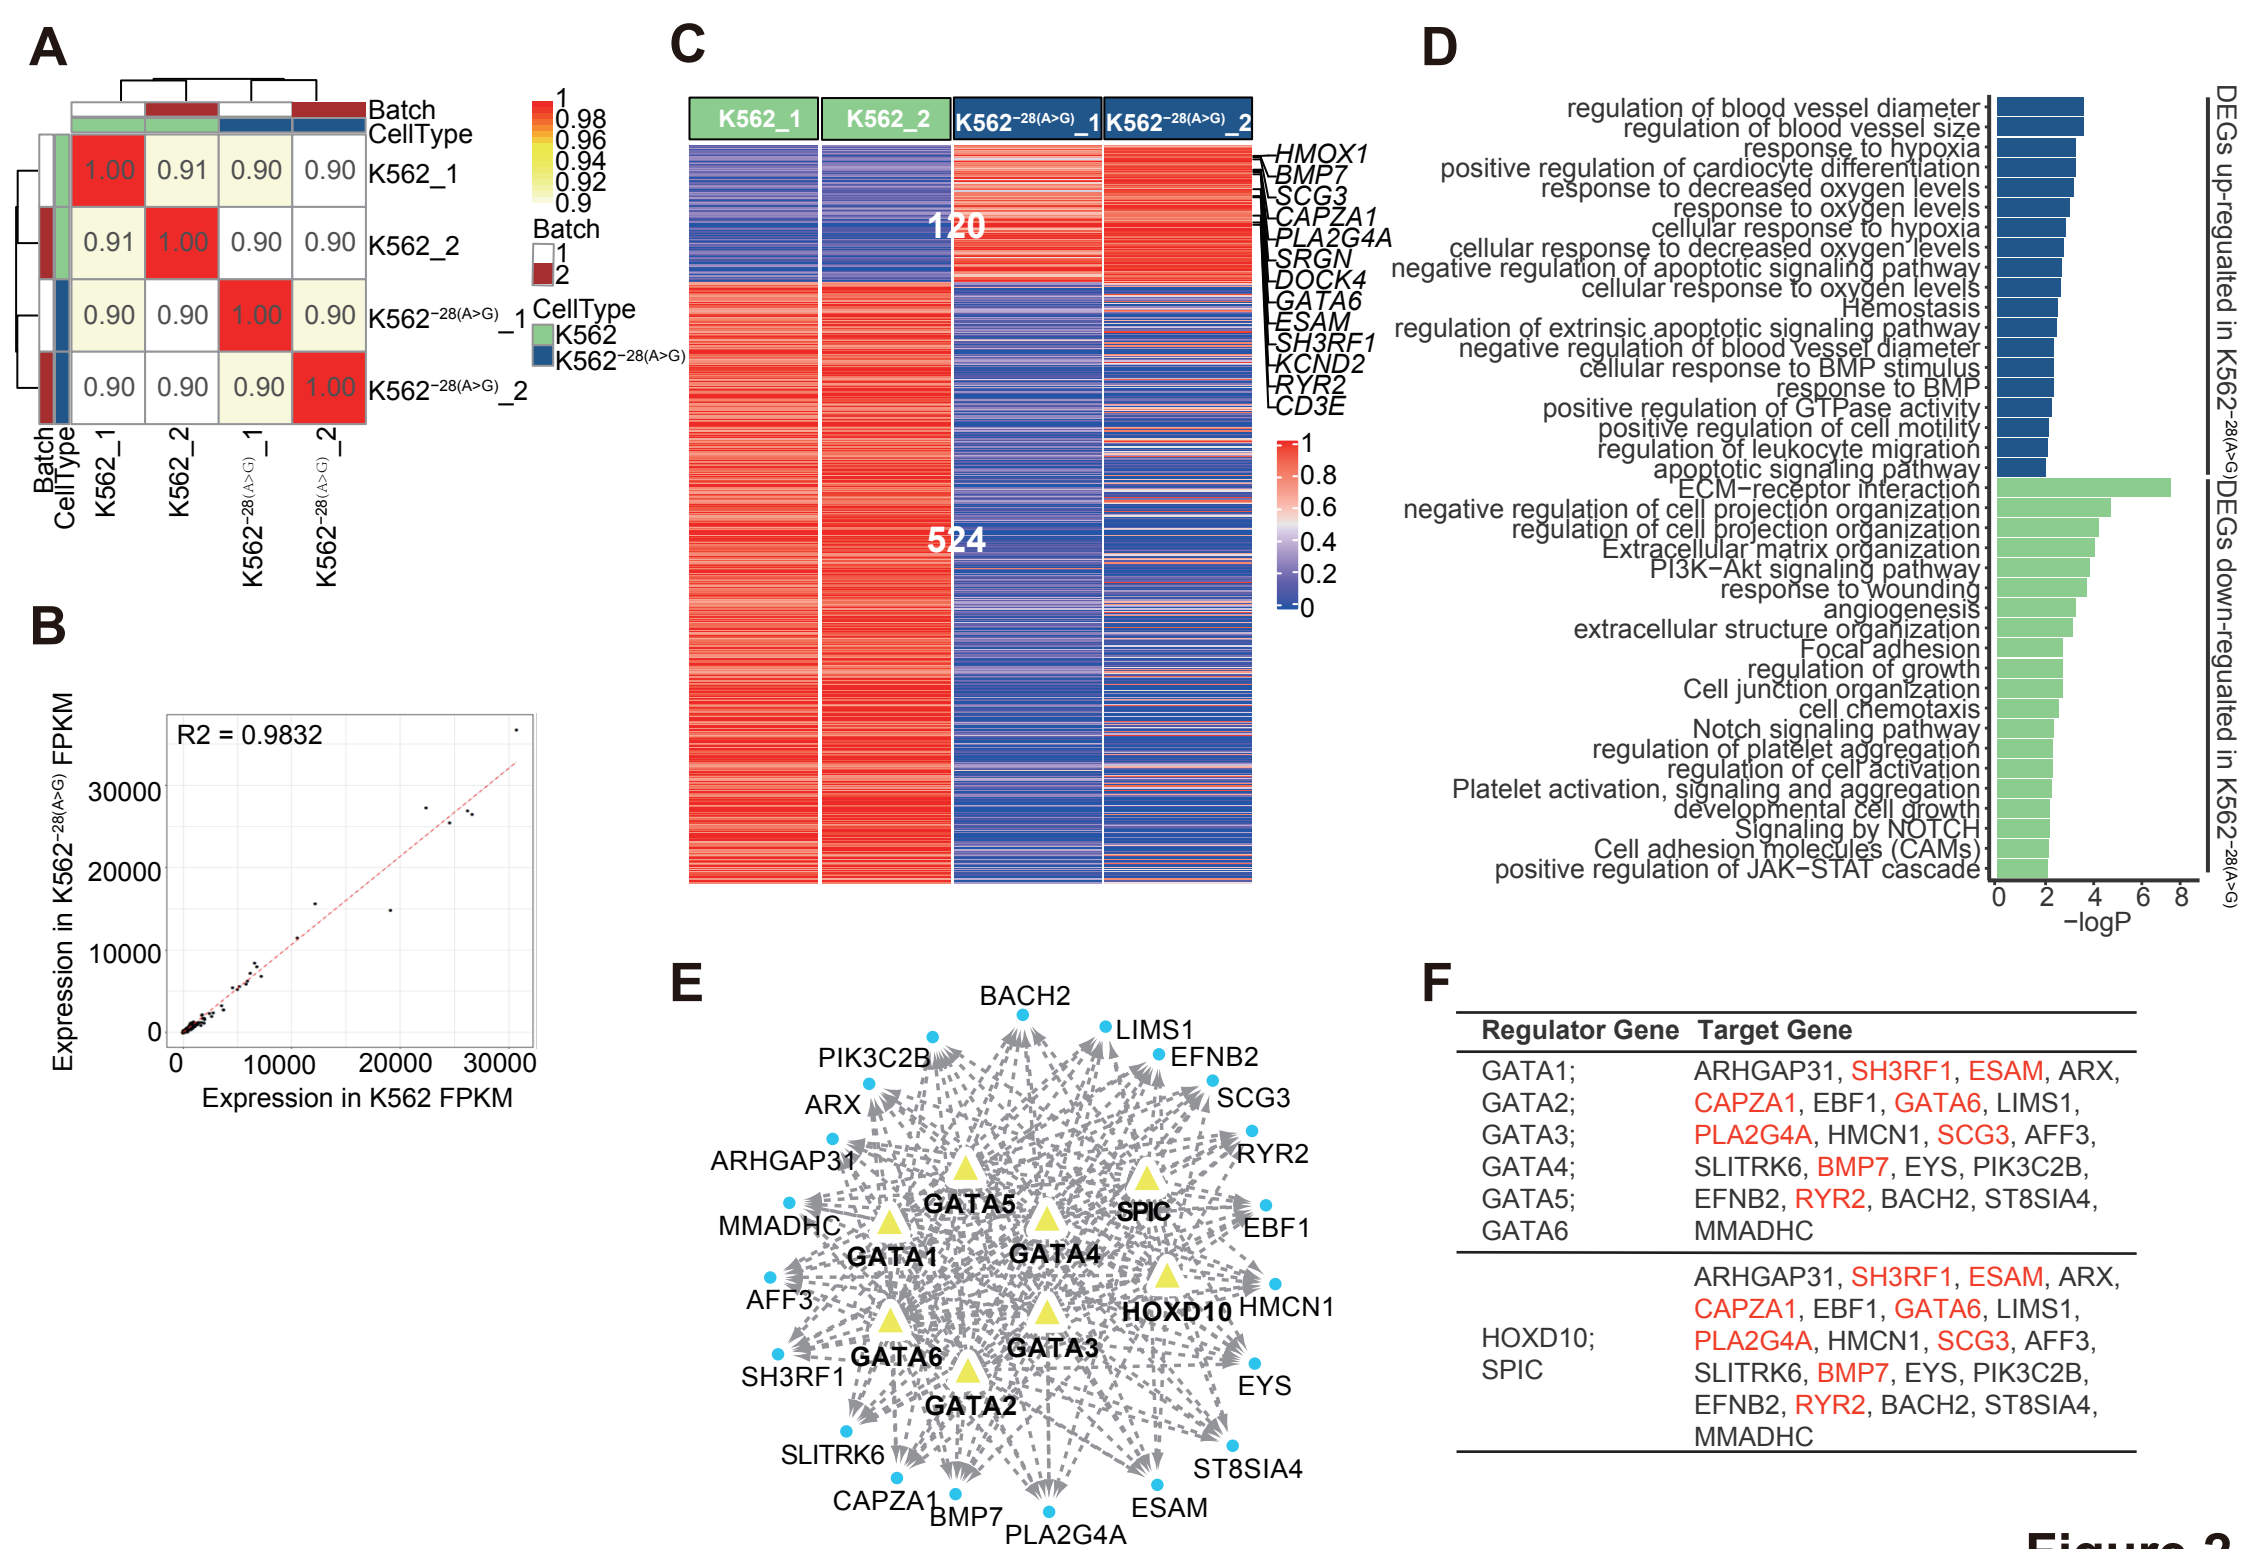 A
Batch
CellType
1.00 0.91 0.90 0.90 K562_1
0.91 1.00 0.90 0.90 K562_2
0.90 0.90 1.00 0.90 K562−28(A>G)_1
0.90 0.90 0.90 1.00 K562−28(A>G)_2
Batch
CellType
K562_1
K562_2
K562−28(A>G)_1
K562−28(A>G)_2
1
0.98
0.96
0.94
0.92
0.9
Batch
1
2
CellType
K562
K562−28(A>G)
B
R2 = 0.9832
Expression in K562−28(A>G) FPKM
30000
20000
10000
0
0 10000 20000 30000
Expression in K562 FPKM
C
K562_1 K562_2 K562−28(A>G)_1 K562−28(A>G)_2
120
524
HMOX1
BMP7
SCG3
CAPZA1
PLA2G4A
SRGN
DOCK4
GATA6
ESAM
SH3RF1
KCND2
RYR2
CD3E
1
0.8
0.6
0.4
0.2
0
D
regulation of blood vessel diameter
regulation of blood vessel size
response to hypoxia
positive regulation of cardiocyte differentiation
response to decreased oxygen levels
response to oxygen levels
cellular response to hypoxia
cellular response to decreased oxygen levels
negative regulation of apoptotic signaling pathway
cellular response to oxygen levels
Hemostasis
regulation of extrinsic apoptotic signaling pathway
negative regulation of blood vessel diameter
cellular response to BMP stimulus
response to BMP
positive regulation of GTPase activity
positive regulation of cell motility
regulation of leukocyte migration
apoptotic signaling pathway
ECM−receptor interaction
negative regulation of cell projection organization
regulation of cell projection organization
Extracellular matrix organization
PI3K−Akt signaling pathway
response to wounding
angiogenesis
extracellular structure organization
Focal adhesion
regulation of growth
Cell junction organization
cell chemotaxis
Notch signaling pathway
regulation of platelet aggregation
regulation of cell activation
Platelet activation, signaling and aggregation
developmental cell growth
Signaling by NOTCH
Cell adhesion molecules (CAMs)
positive regulation of JAK−STAT cascade
0 2 4 6 8
−logP
DEGs up-regualted in K562−28(A>G)
DEGs down-regualted in K562−28(A>G)
E
BACH2
LIMS1
PIK3C2B
EFNB2
ARX
SCG3
ARHGAP31
RYR2
GATA5
SPIC
MMADHC
EBF1
GATA1
GATA4
AFF3
HOXD10
HMCN1
GATA6
GATA3
SH3RF1
EYS
GATA2
SLITRK6
ST8SIA4
CAPZA1
BMP7
ESAM
PLA2G4A
F
Regulator Gene Target Gene
GATA1; ARHGAP31, SH3RF1, ESAM, ARX,
GATA2; CAPZA1, EBF1, GATA6, LIMS1,
GATA3; PLA2G4A, HMCN1, SCG3, AFF3,
GATA4; SLITRK6, BMP7, EYS, PIK3C2B,
GATA5; EFNB2, RYR2, BACH2, ST8SIA4,
GATA6 MMADHC
ARHGAP31, SH3RF1, ESAM, ARX,
CAPZA1, EBF1, GATA6, LIMS1,
HOXD10; PLA2G4A, HMCN1, SCG3, AFF3,
SPIC SLITRK6, BMP7, EYS, PIK3C2B,
EFNB2, RYR2, BACH2, ST8SIA4,
MMADHC
Figure 2